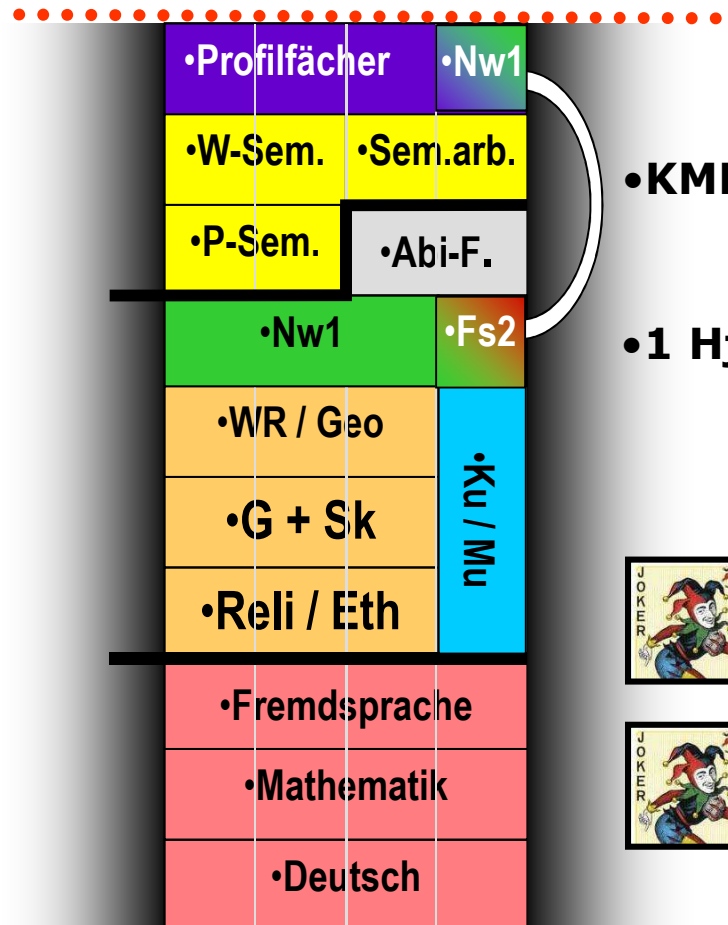 •Profilfächer •Nw1
•W-Sem. •Sem.arb.
•P-Sem. •Abi-F.
•Nw1 •Fs2
•WR / Geo
•Ku / Mu
•G + Sk
•Reli / Eth
•Fremdsprache
•Mathematik
•Deutsch
•1
JOKER
JOKER